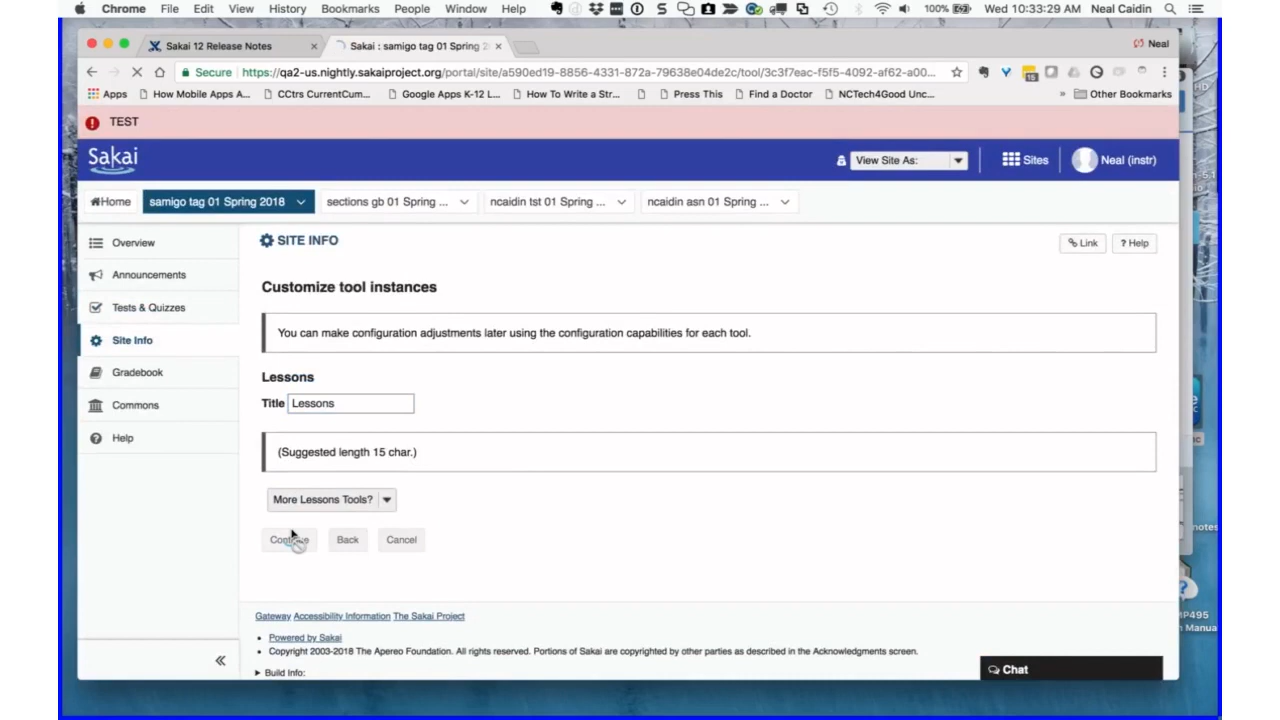 Chrome File Edit View History Bookmarks People Window Help 100% Wed 10:33:29 AM Neal Caidin
Sakai 12 Release Notes × Sakai : samigo tag 01 Spring 2 × Neal
Secure https://qa2-us.nightly.sakaiproject.org/portal/site/a590ed19-8856-4331-872a-79638e04de2c/tool/3c3f7eac-f5f5-4092-af62-a00... 15
Apps How Mobile Apps A... CCtrs CurrentCum... Google Apps K-12 L... How To Write a Str... Press This Find a Doctor NCTech4Good Unc... » Other Bookmarks
TEST
Sakai View Site As: Sites Neal (instr)
Home samigo tag 01 Spring 2018 sections gb 01 Spring ... ncaidin tst 01 Spring ... ncaidin asn 01 Spring ...
Overview
Announcements
Tests & Quizzes
Site Info
Gradebook
Commons
Help
SITE INFO
Link ? Help
Customize tool instances
You can make configuration adjustments later using the configuration capabilities for each tool.
Lessons
Title Lessons
(Suggested length 15 char.)
More Lessons Tools?
Continue Back Cancel
Gateway Accessibility Information The Sakai Project
• Powered by Sakai
• Copyright 2003-2018 The Apereo Foundation. All rights reserved. Portions of Sakai are copyrighted by other parties as described in the Acknowledgments screen.
Build Info:
Chat
notes
MP495
Manua